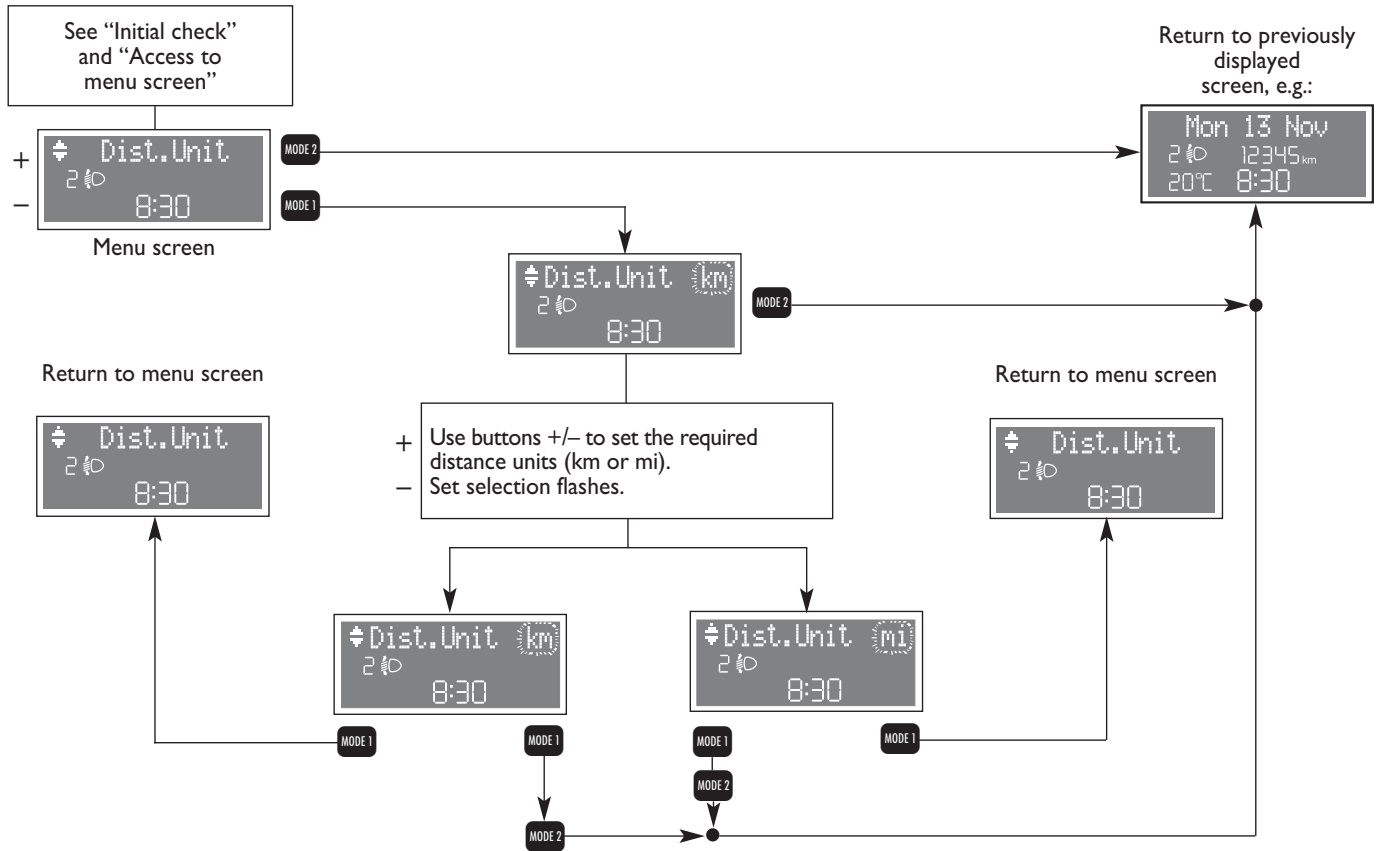 See “Initial check”
and “Access to
menu screen”
Return to previously
displayed
screen, e.g.:
+
–
Dist.Unit
2
8:30
MODE 2
MODE 1
Menu screen
Mon 13 Nov
2 12345 km
20°C 8:30
Dist.Unit km
2
8:30
MODE 2
Return to menu screen
Dist.Unit
2
8:30
+
–
Use buttons +/– to set the required
distance units (km or mi).
Set selection flashes.
Return to menu screen
Dist.Unit
2
8:30
Dist.Unit km
2
8:30
Dist.Unit mi
2
8:30
MODE 1
MODE 1
MODE 2
MODE 1
MODE 2
MODE 1